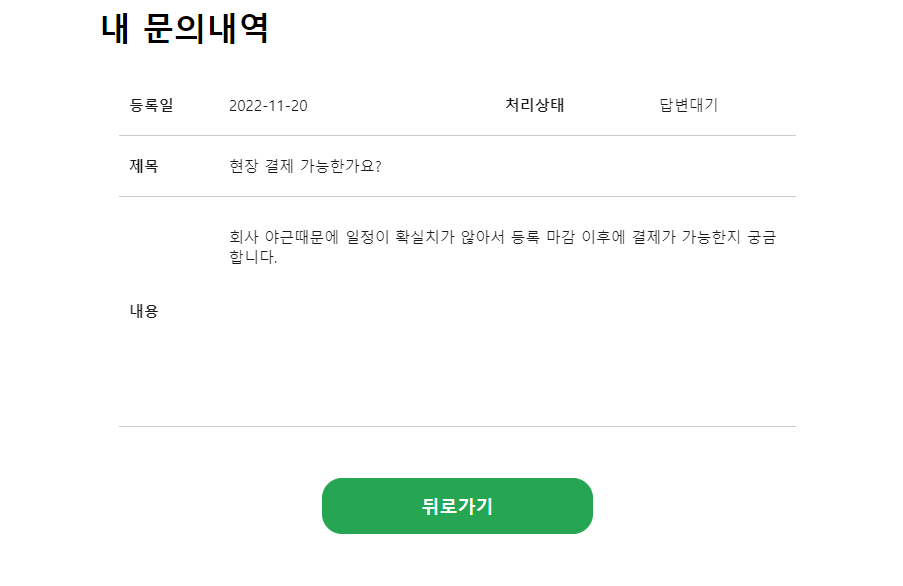 내 문의내역
등록일 2022-11-20 처리상태 답변대기
제목 현장 결제 가능한가요?
회사 야근때문에 일정이 확실치가 않아서 등록 마감 이후에 결제가 가능한지 궁금
합니다.
내용
뒤로가기